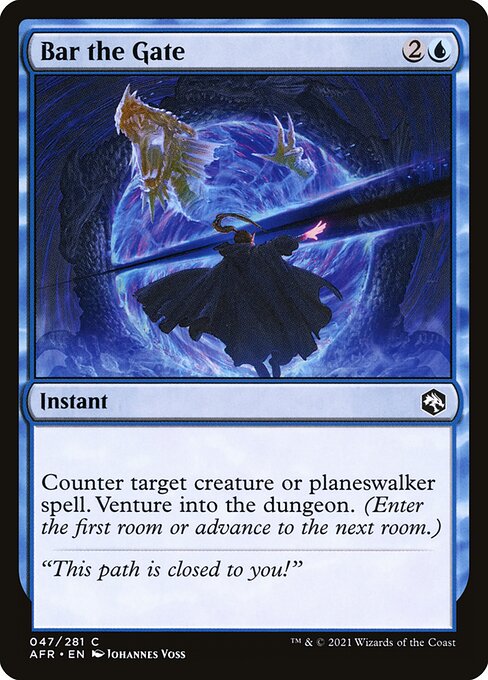 Bar the Gate 2
Instant
Counter target creature or planeswalker
spell. Venture into the dungeon. (Enter
the first room or advance to the next room.)
“This path is closed to you!”
047/281 C
AFR • EN Johannes Voss
™ & © 2021 Wizards of the Coast